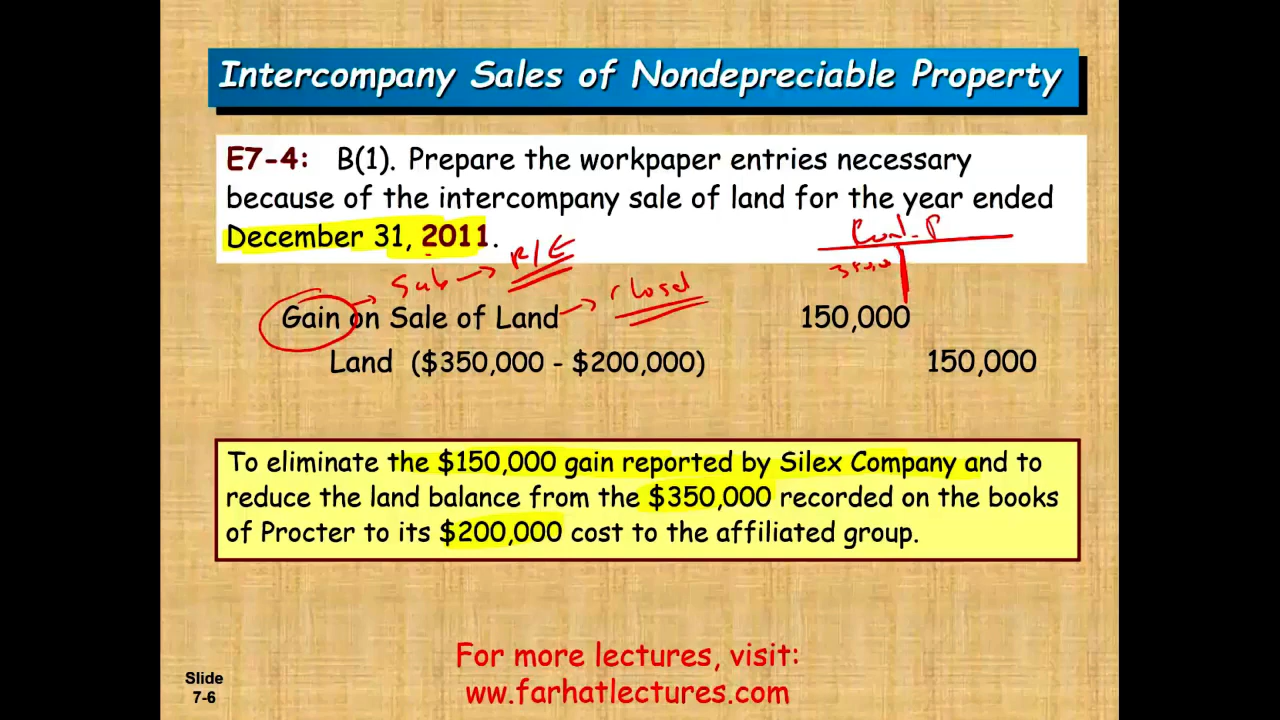 Intercompany Sales of Nondepreciable Property
E7-4: B(1). Prepare the workpaper entries necessary
because of the intercompany sale of land for the year ended
December 31, 2011.
R/E
closed
Gain on Sale of Land 150,000
Land ($350,000 - $200,000) 150,000
To eliminate the $150,000 gain reported by Silex Company and to
reduce the land balance from the $350,000 recorded on the books
of Procter to its $200,000 cost to the affiliated group.
For more lectures, visit:
ww.farhatlectures.com
Slide
7-6